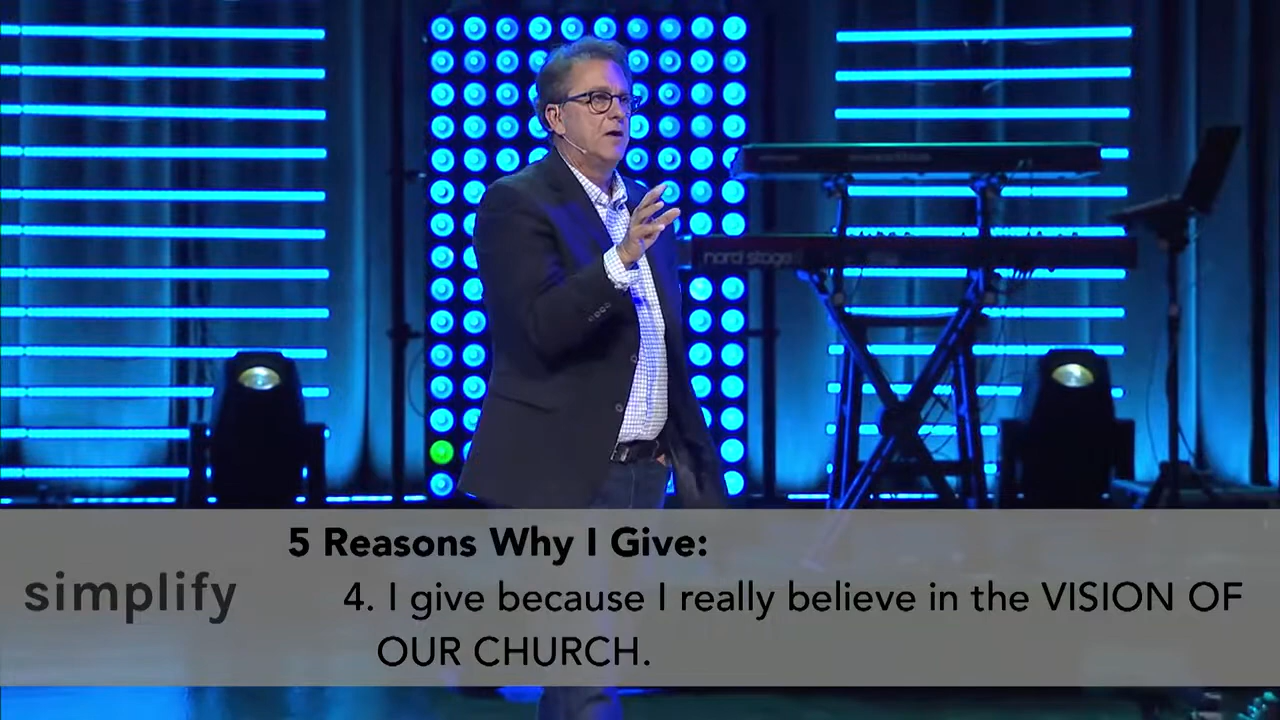 nord stage
5 Reasons Why I Give:
simplify
4. I give because I really believe in the VISION OF
OUR CHURCH.